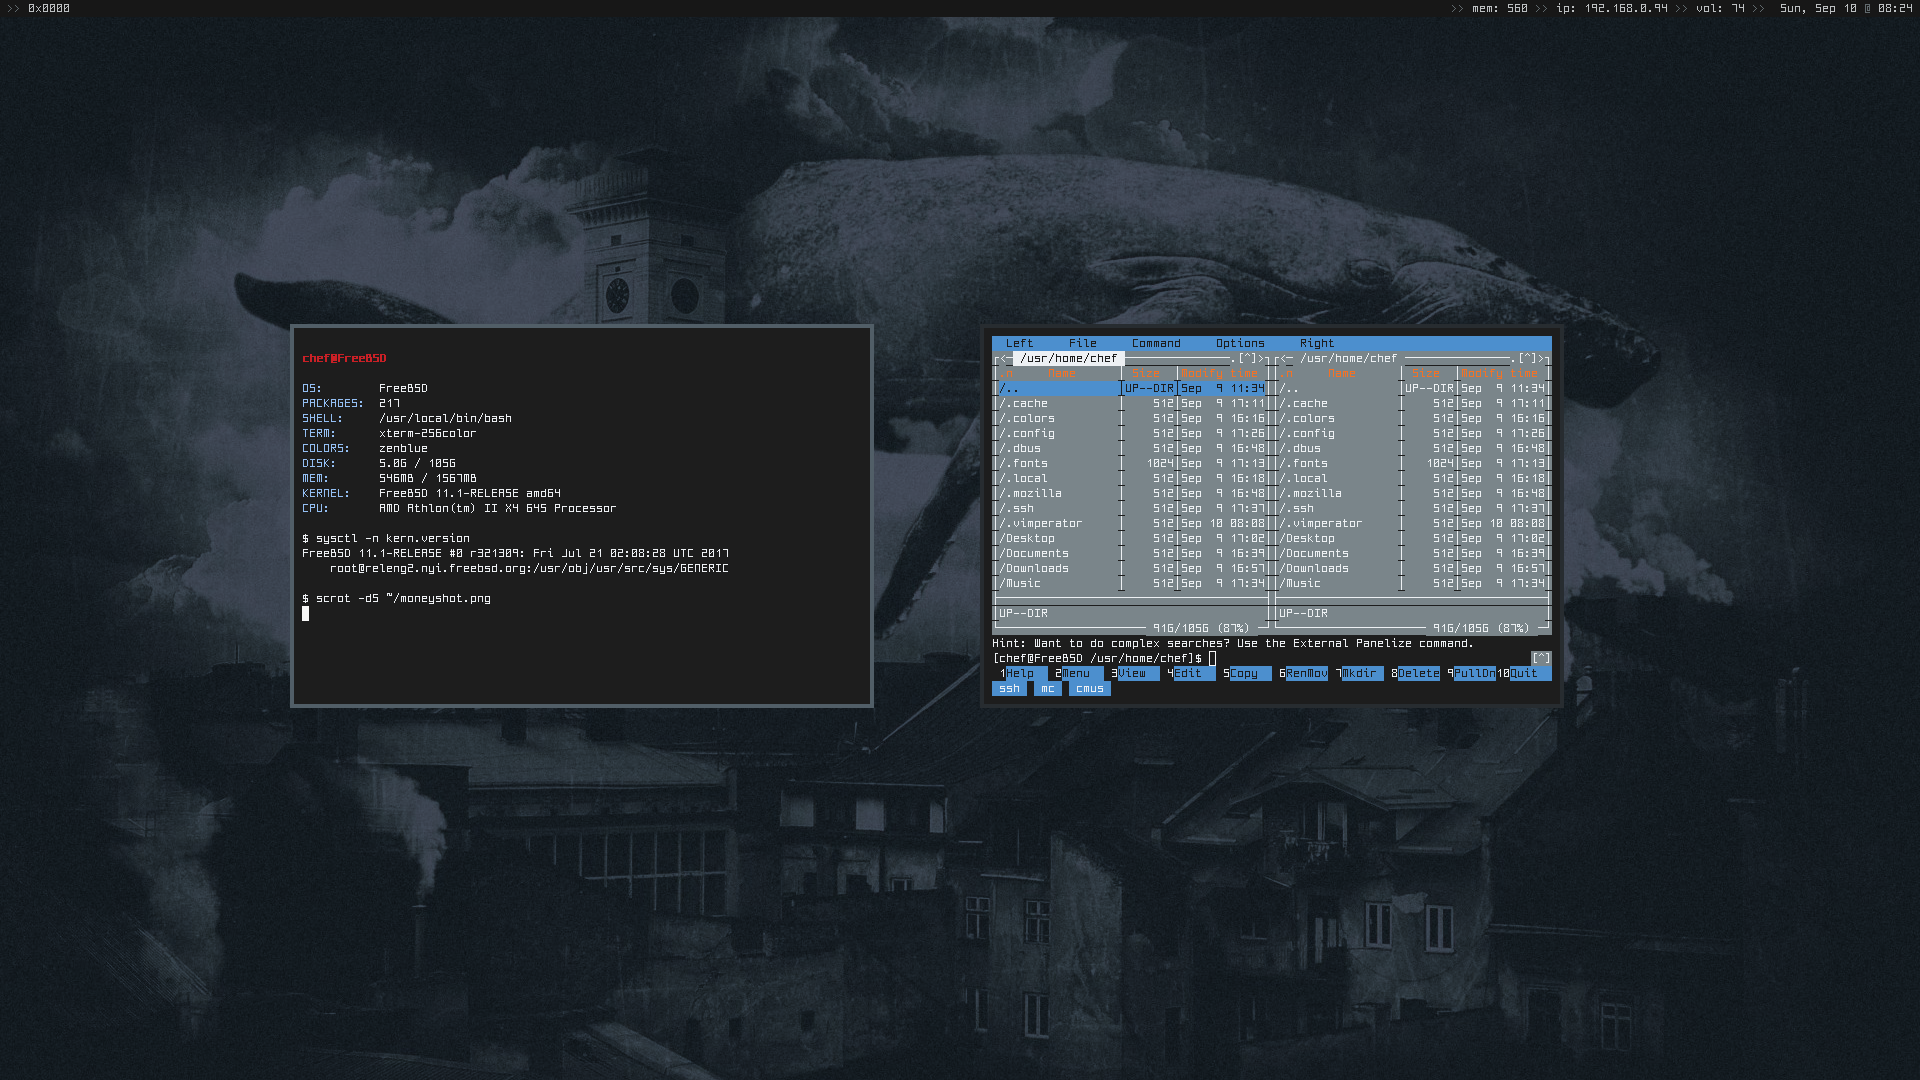 >> 0x0000
>> mem: 560 >> ip: 192.168.0.94 >> vol: 74 >> Sun, Sep 10 @ 08:24
chef@FreeBSD
OS: FreeBSD
PACKAGES: 217
SHELL: /usr/local/bin/bash
TERM: xterm-256color
COLORS: zenblue
DISK: 5.0G / 105G
MEM: 546MB / 1567MB
KERNEL: FreeBSD 11.1-RELEASE amd64
CPU: AMD Athlon(tm) II X4 645 Processor
$ sysctl -n kern.version
FreeBSD 11.1-RELEASE #0 r321309: Fri Jul 21 02:08:28 UTC 2017
root@releng2.nyi.freebsd.org:/usr/obj/usr/src/sys/GENERIC
$ scrot -d5 ~/moneyshot.png
Left File Command Options Right
<- /usr/home/chef .[^]> <- /usr/home/chef .[^]>
.n Name Size Modify time .n Name Size Modify time
/.. UP--DIR Sep 9 11:34 /.. UP--DIR Sep 9 11:34
/.cache 512 Sep 9 17:11 /.cache 512 Sep 9 17:11
/.colors 512 Sep 9 16:16 /.colors 512 Sep 9 16:16
/.config 512 Sep 9 17:26 /.config 512 Sep 9 17:26
/.dbus 512 Sep 9 16:48 /.dbus 512 Sep 9 16:48
/.fonts 1024 Sep 9 17:13 /.fonts 1024 Sep 9 17:13
/.local 512 Sep 9 16:18 /.local 512 Sep 9 16:18
/.mozilla 512 Sep 9 16:48 /.mozilla 512 Sep 9 16:48
/.ssh 512 Sep 9 17:37 /.ssh 512 Sep 9 17:37
/.vimperator 512 Sep 10 08:08 /.vimperator 512 Sep 10 08:08
/Desktop 512 Sep 9 17:02 /Desktop 512 Sep 9 17:02
/Documents 512 Sep 9 16:39 /Documents 512 Sep 9 16:39
/Downloads 512 Sep 9 16:57 /Downloads 512 Sep 9 16:57
/Music 512 Sep 9 17:34 /Music 512 Sep 9 17:34
UP--DIR UP--DIR
91G/105G (87%) 91G/105G (87%)
Hint: Want to do complex searches? Use the External Panelize command.
[chef@FreeBSD /usr/home/chef]$ [^]
1Help 2Menu 3View 4Edit 5Copy 6RenMov 7Mkdir 8Delete 9PullDn 10Quit
ssh mc cmus